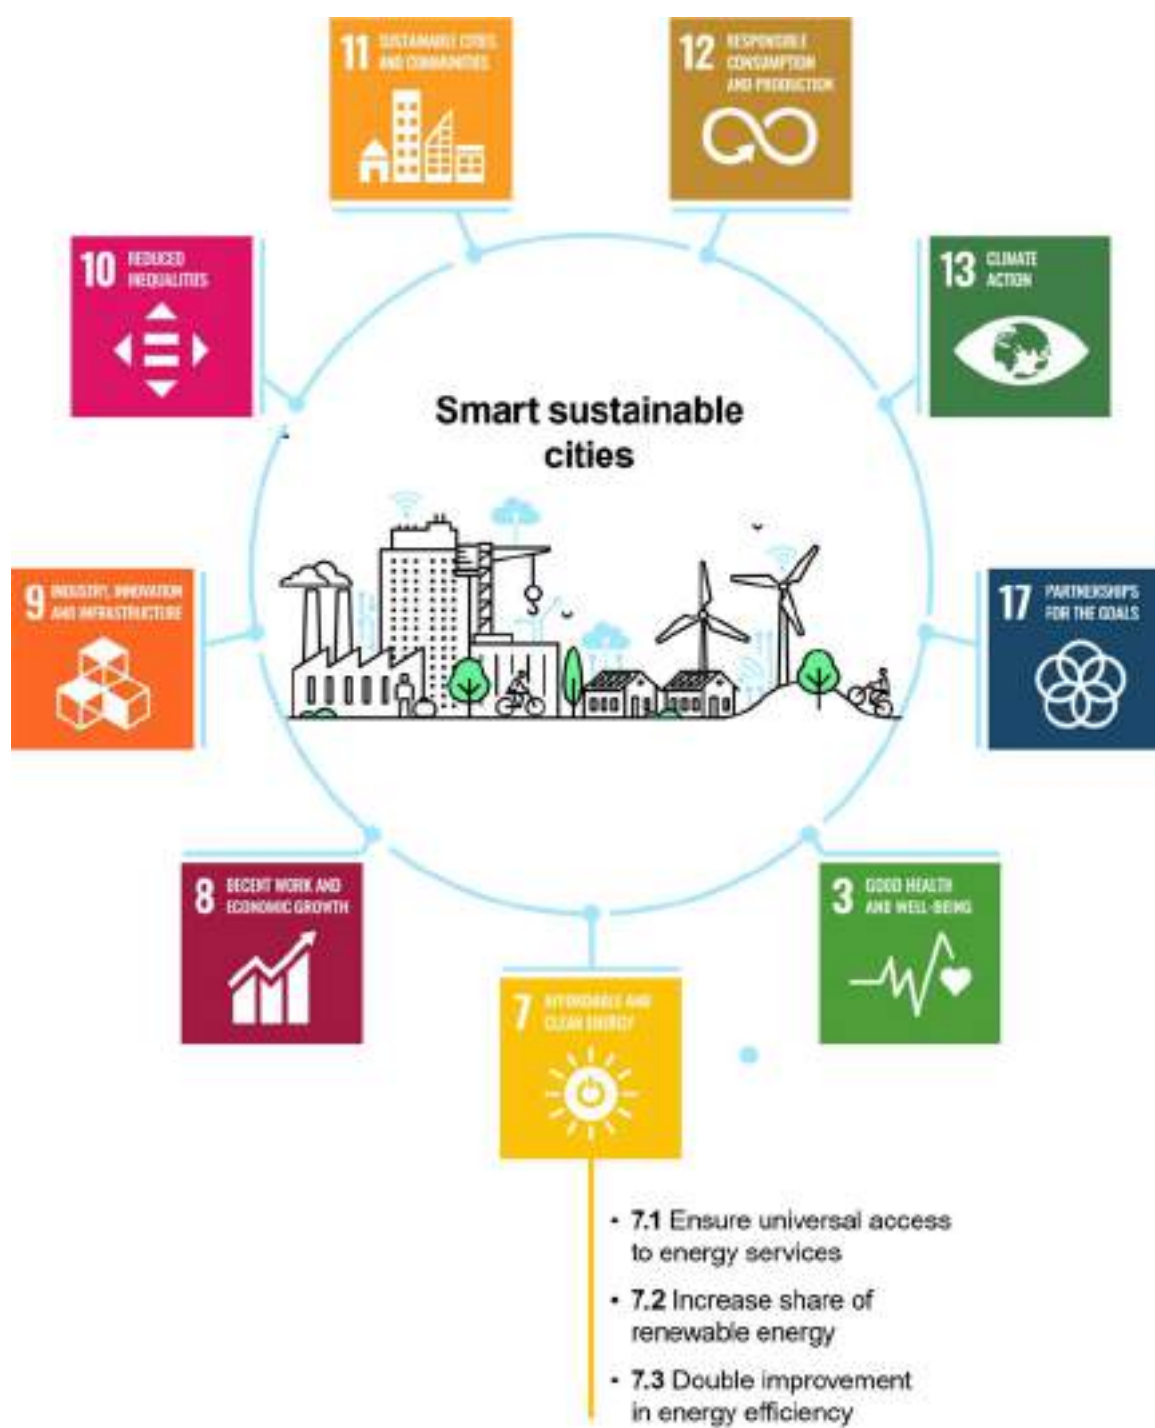 11 SUSTAINABLE CITIES
AND COMMUNITIES
12 RESPONSIBLE
CONSUMPTION
AND PRODUCTION
10 REDUCED
INEQUALITIES
13 CLIMATE
ACTION
Smart sustainable
cities
9 INDUSTRY, INNOVATION
AND INFRASTRUCTURE
17 PARTNERSHIPS
FOR THE GOALS
8 DECENT WORK AND
ECONOMIC GROWTH
3 GOOD HEALTH
AND WELL-BEING
7 AFFORDABLE AND
CLEAN ENERGY
• 7.1 Ensure universal access
to energy services
• 7.2 Increase share of
renewable energy
• 7.3 Double improvement
in energy efficiency